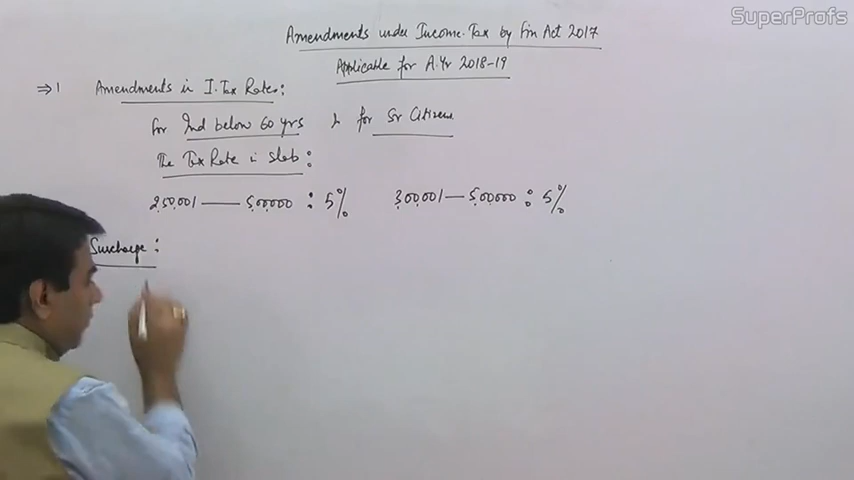 SuperProfs
Amendments under Income.Tax by Fin Act 2017
Applicable for A.Yr 2018-19
⇒ 1 Amendments in I.Tax Rates:
for Ind below 60 yrs & for Sr Citizens
The Tax Rate in slab:
2,50,001 — 5,00,000 : 5% 3,00,001 — 5,00,000 : 5%
Surcharge: